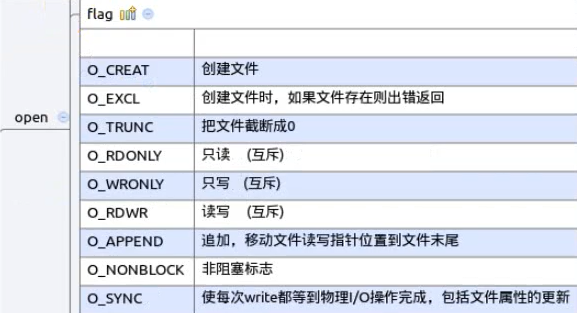 flag
O_CREAT 创建文件
O_EXCL 创建文件时，如果文件存在则出错返回
O_TRUNC 把文件截断成0
open
O_RDONLY 只读 (互斥)
O_WRONLY 只写 (互斥)
O_RDWR 读写 (互斥)
O_APPEND 追加，移动文件读写指针位置到文件末尾
O_NONBLOCK 非阻塞标志
O_SYNC 使每次write都等到物理I/O操作完成，包括文件属性的更新